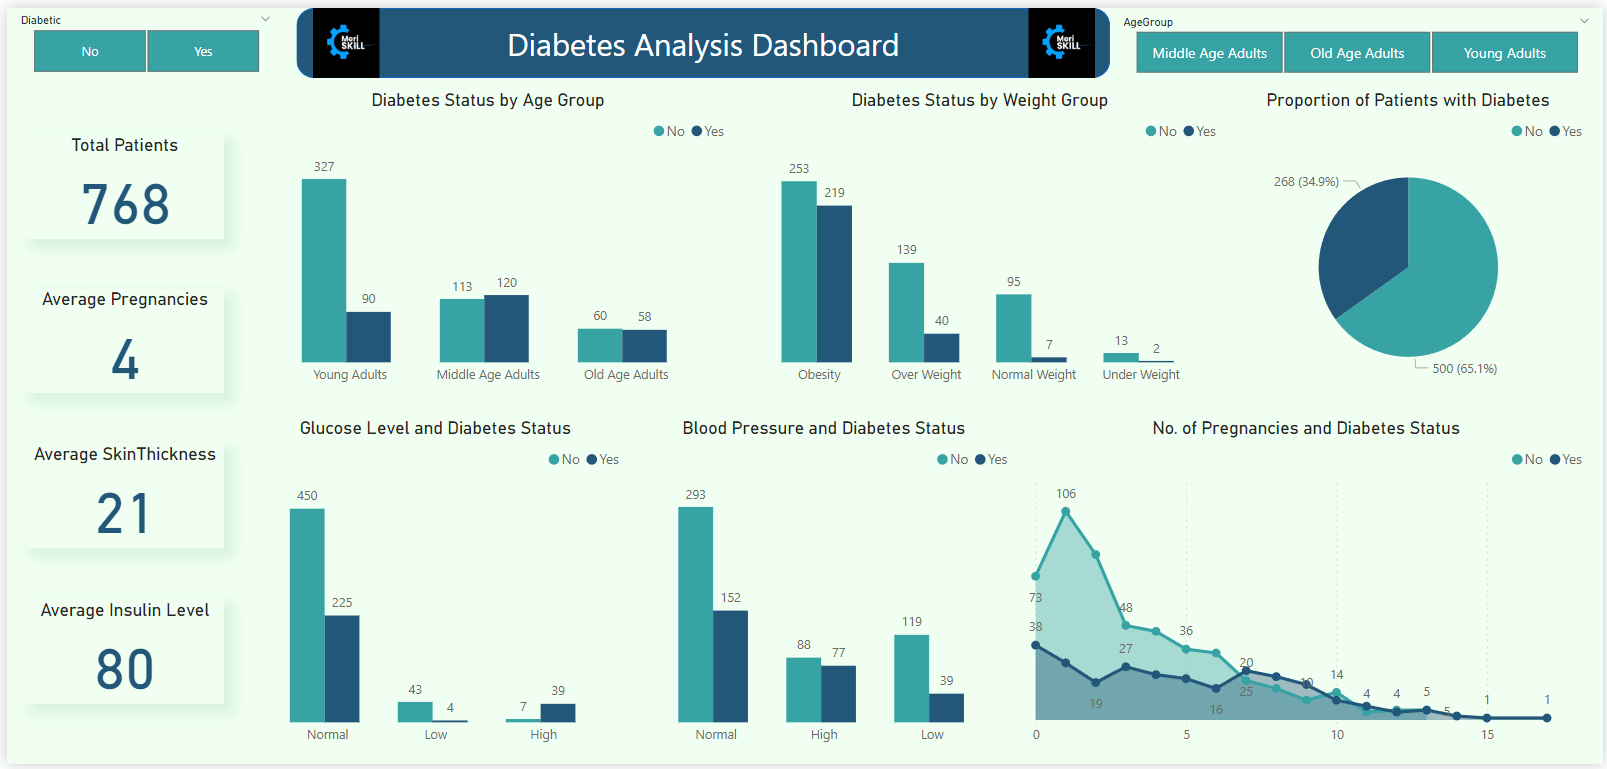 Diabetic
No
Yes
Meri
SKILL
Diabetes Analysis Dashboard
Meri
SKILL
AgeGroup
Middle Age Adults
Old Age Adults
Young Adults
Total Patients
768
Average Pregnancies
4
Average SkinThickness
21
Average Insulin Level
80
Diabetes Status by Age Group
No Yes
327
90
113
120
60
58
Young Adults
Middle Age Adults
Old Age Adults
Diabetes Status by Weight Group
No Yes
253
219
139
40
95
7
13
2
Obesity
Over Weight
Normal Weight
Under Weight
Proportion of Patients with Diabetes
No Yes
268 (34.9%)
500 (65.1%)
Glucose Level and Diabetes Status
No Yes
450
225
43
4
7
39
Normal
Low
High
Blood Pressure and Diabetes Status
No Yes
293
152
88
77
119
39
Normal
High
Low
No. of Pregnancies and Diabetes Status
No Yes
106
73
38
48
27
19
36
16
20
25
10
14
4
4
5
5
1
1
0
5
10
15